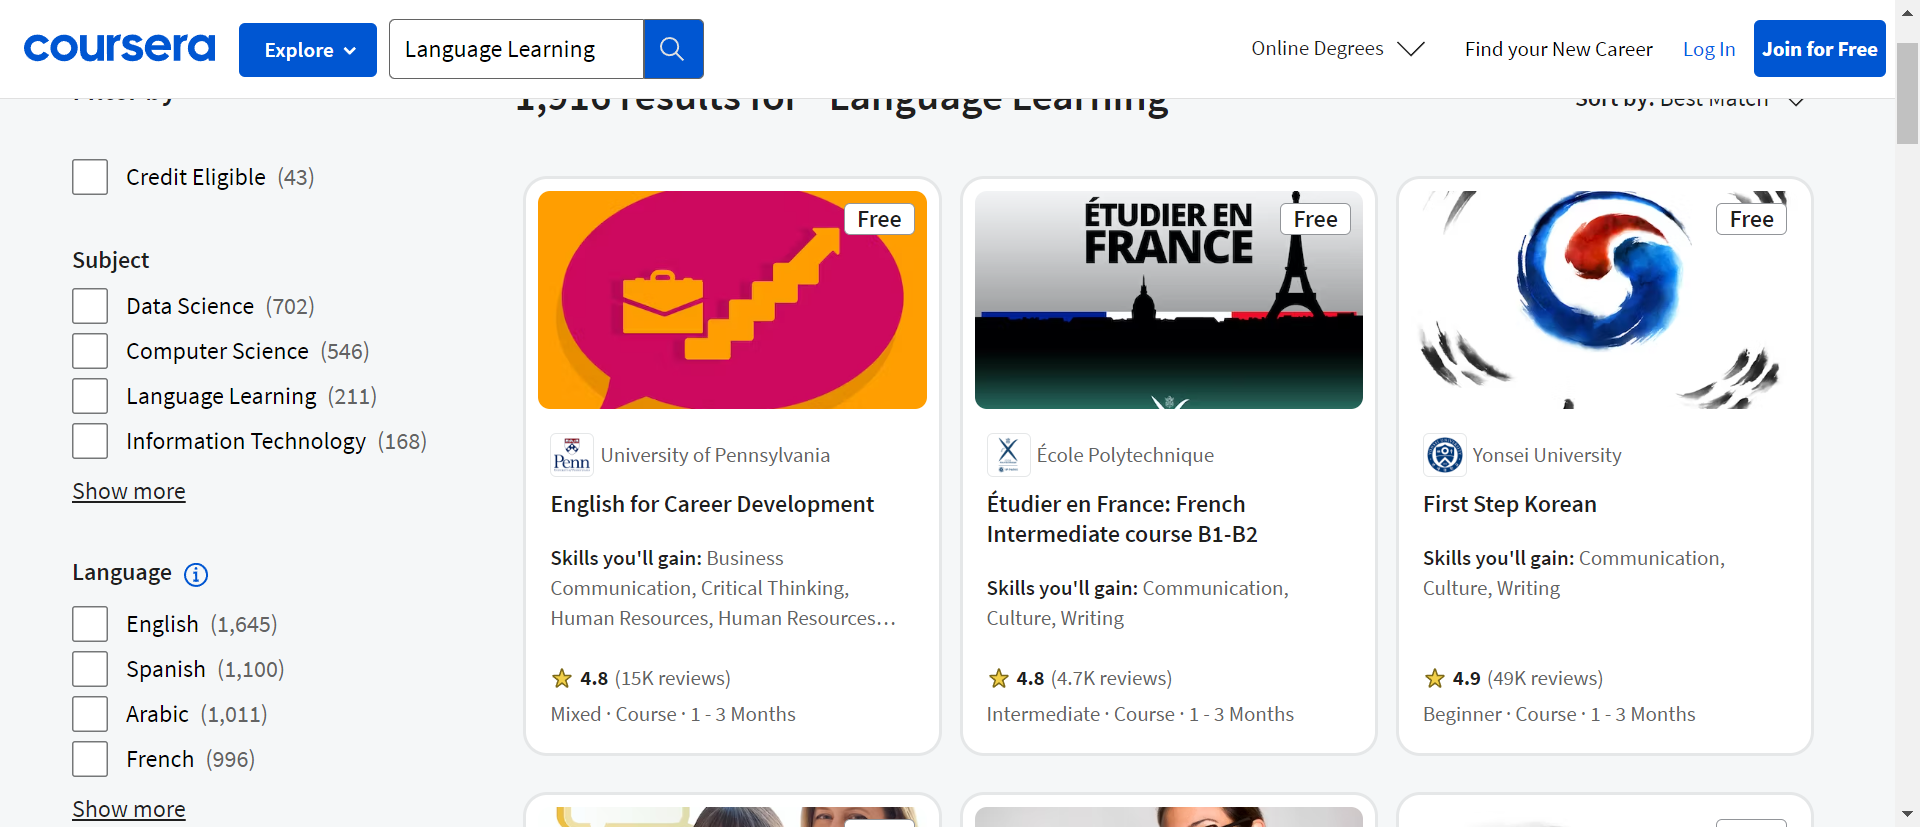 coursera
Explore
Language Learning
Online Degrees
Find your New Career
Log In
Join for Free
Filter by
1,916 results for "Language Learning
Sort by: Best Match
Credit Eligible (43)
Subject
Data Science (702)
Computer Science (546)
Language Learning (211)
Information Technology (168)
Show more
Language
English (1,645)
Spanish (1,100)
Arabic (1,011)
French (996)
Show more
Free
Penn
University of Pennsylvania
English for Career Development
Skills you'll gain: Business
Communication, Critical Thinking,
Human Resources, Human Resources…
4.8 (15K reviews)
Mixed · Course · 1 - 3 Months
ÉTUDIER EN
FRANCE
Free
École Polytechnique
Étudier en France: French
Intermediate course B1-B2
Skills you'll gain: Communication,
Culture, Writing
4.8 (4.7K reviews)
Intermediate · Course · 1 - 3 Months
Free
Yonsei University
First Step Korean
Skills you'll gain: Communication,
Culture, Writing
4.9 (49K reviews)
Beginner · Course · 1 - 3 Months